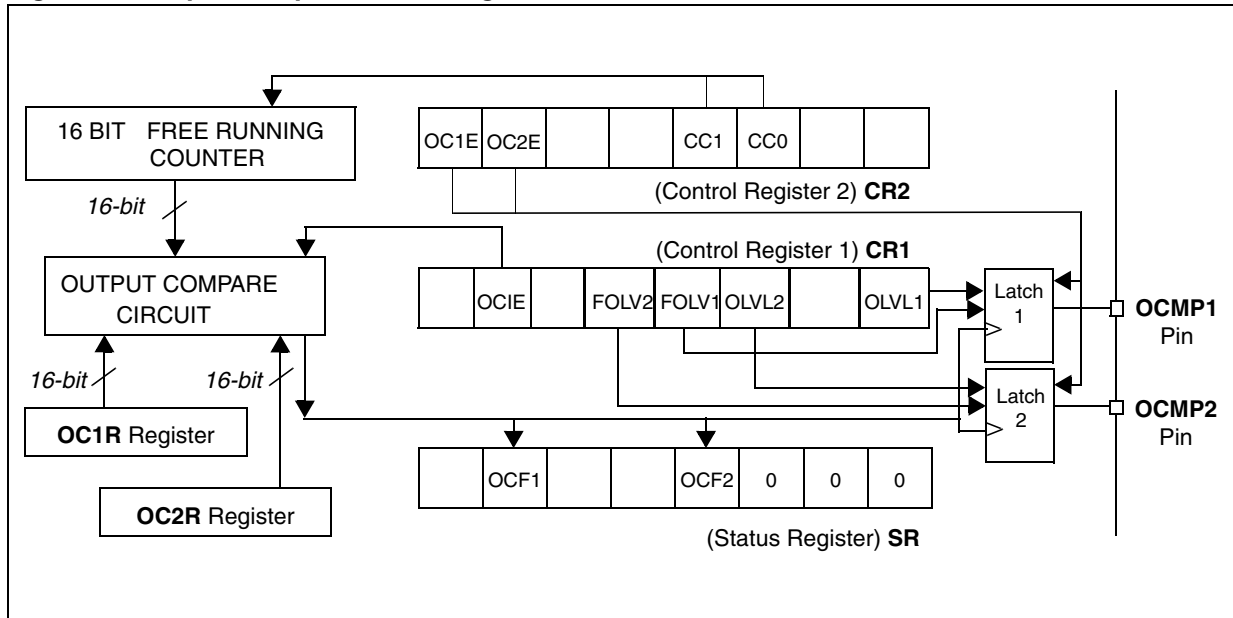 16 BIT FREE RUNNING
COUNTER
16-bit
OC1E OC2E CC1 CC0
(Control Register 2) CR2
(Control Register 1) CR1
OUTPUT COMPARE
CIRCUIT
OCIE FOLV2 FOLV1 OLVL2 OLVL1
Latch
1
OCMP1
Pin
16-bit
16-bit
Latch
2
OCMP2
Pin
OC1R Register
OCF1 OCF2 0 0 0
OC2R Register
(Status Register) SR